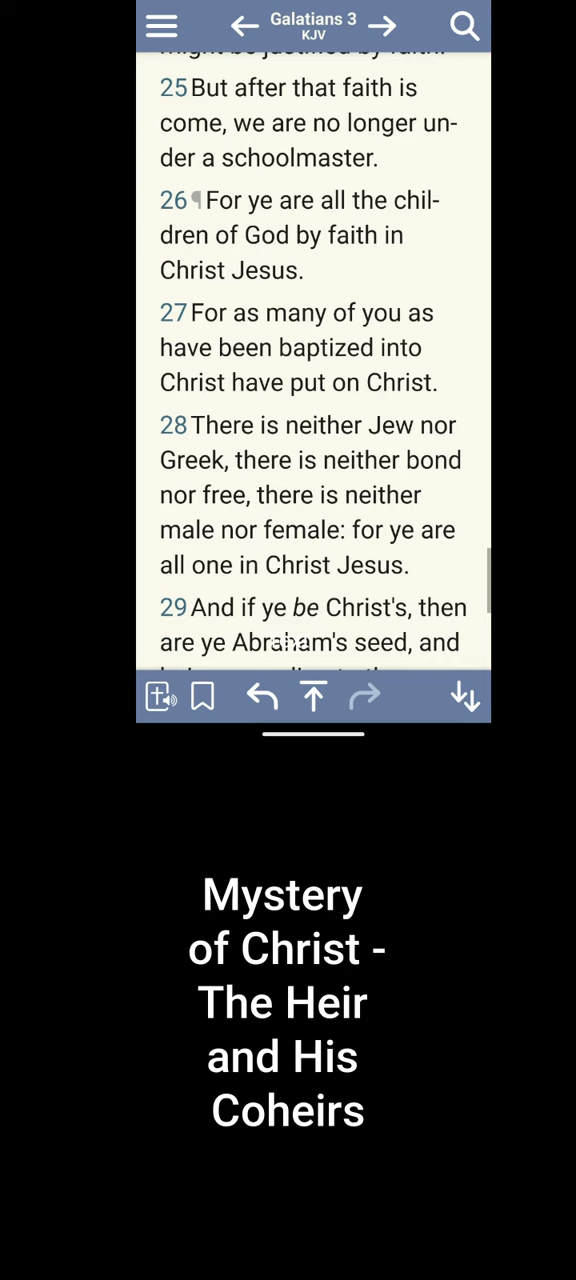 Galatians 3
KJV
might be justified by faith.
25 But after that faith is
come, we are no longer un-
der a schoolmaster.
26 ¶ For ye are all the chil-
dren of God by faith in
Christ Jesus.
27 For as many of you as
have been baptized into
Christ have put on Christ.
28 There is neither Jew nor
Greek, there is neither bond
nor free, there is neither
male nor female: for ye are
all one in Christ Jesus.
29 And if ye be Christ's, then
are ye Abraham's seed, and
Mystery
of Christ -
The Heir
and His
Coheirs